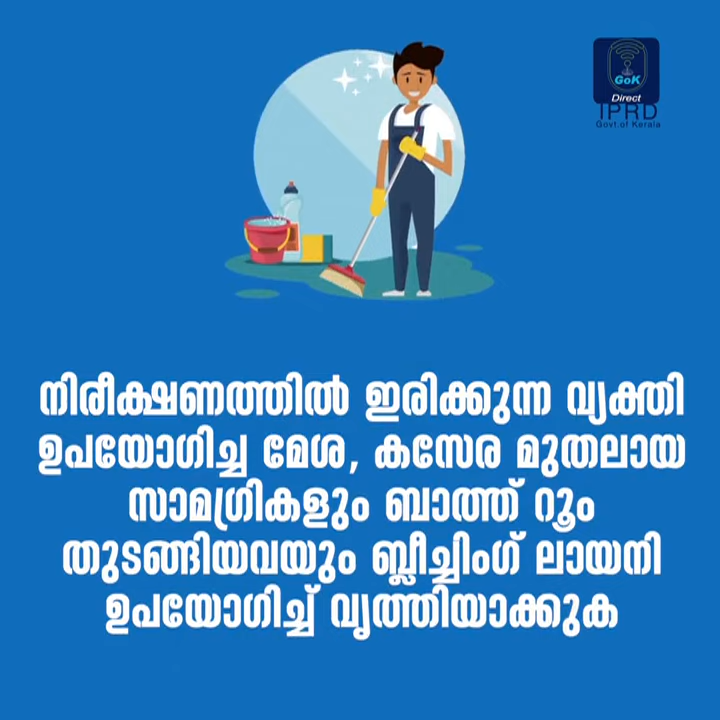 GoK
Direct
IPRD
Govt.of Kerala
നിരീക്ഷണത്തിൽ ഇരിക്കുന്ന വ്യക്തി
ഉപയോഗിച്ച മേശ, കസേര മുതലായ
സാമഗ്രികളും ബാത്ത് റൂം
തുടങ്ങിയവയും ബ്ലീച്ചിംഗ് ലായനി
ഉപയോഗിച്ച് വൃത്തിയാക്കുക